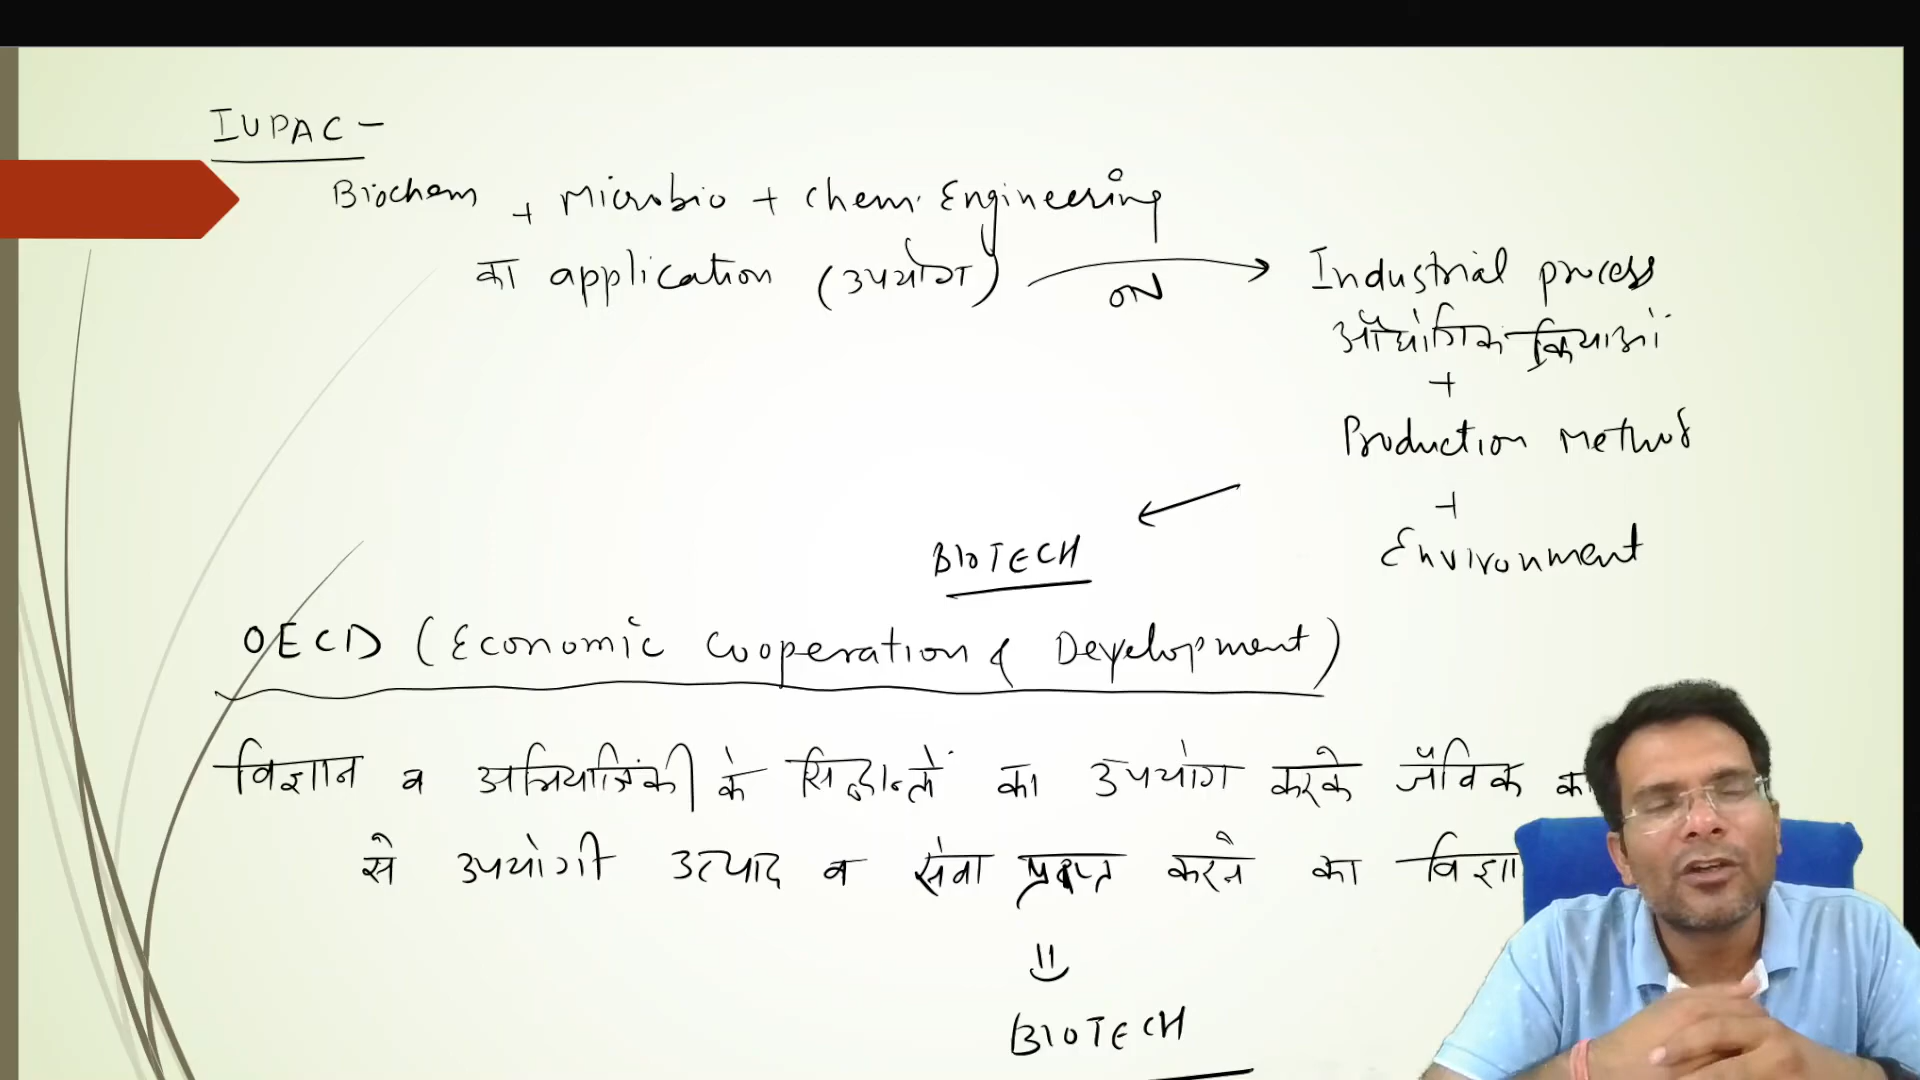 IUPAC -
Biochem + Microbio + Chem. Engineering
का application (उपयोग) ON Industrial process
औद्योगिक क्रियाओं
+
Production Method
+
Environment
BIOTECH
OECD (Economic Cooperation & Development)
विज्ञान व अभियांत्रिकी के सिद्धान्तों का उपयोग करके जैविक
से उपयोगी उत्पाद व सेवा प्राप्त करने का
BIOTECH